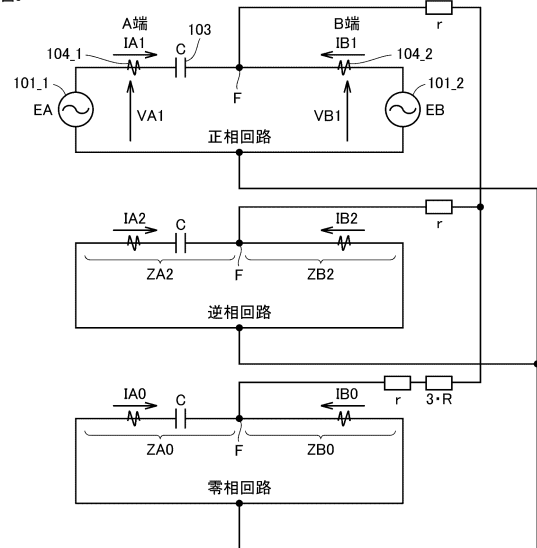 A端
B端
r
IA1
C
103
IB1
104_1
104_2
101_1
101_2
F
EA
VA1
VB1
EB
正相回路
r
IA2
C
IB2
ZA2
F
ZB2
逆相回路
IA0
C
IB0
r
3・R
ZA0
F
ZB0
零相回路